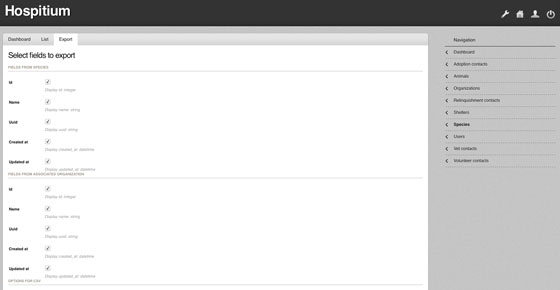 Hospitium
Dashboard List Export
Select fields to export
FIELDS FROM SPECIES
Id
Display id: integer
Name
Display name: string
Uuid
Display uuid: string
Created at
Display created_at: datetime
Updated at
Display updated_at: datetime
FIELDS FROM ASSOCIATED ORGANIZATION
Id
Display id: integer
Name
Display name: string
Uuid
Display uuid: string
Created at
Display created_at: datetime
Updated at
Display updated_at: datetime
OPTIONS FOR CSV
Navigation
Dashboard
Adoption contacts
Animals
Organizations
Relinquishment contacts
Shelters
Species
Users
Vet contacts
Volunteer contacts